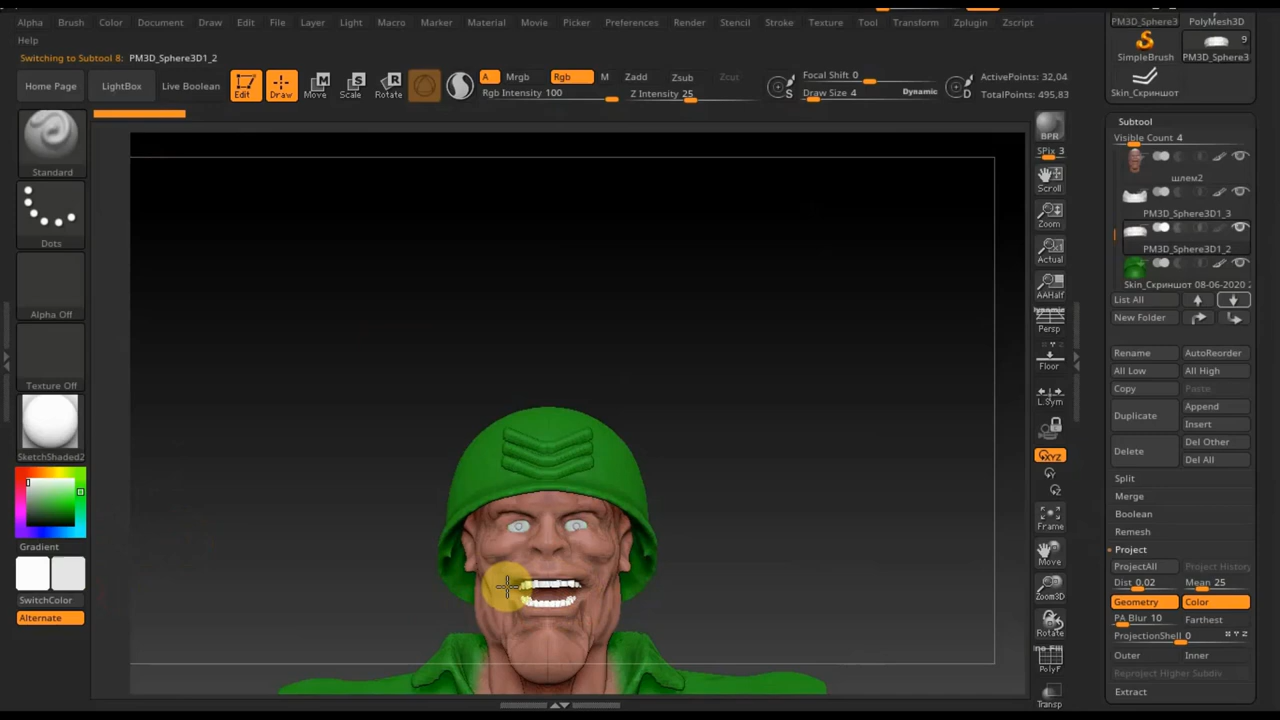 Alpha Brush Color Document Draw Edit File Layer Light Macro Marker Material Movie Picker Preferences Render Stencil Stroke Texture Tool Transform Zplugin Zscript
Help
Switching to Subtool 8: PM3D_Sphere3D1_2
Home Page
LightBox
Live Boolean
Edit
Draw
Move
Scale
Rotate
A
Mrgb
Rgb
M
Rgb Intensity 100
Zadd
Zsub
Zcut
Z Intensity 25
S
Focal Shift 0
Draw Size 4
Dynamic
D
ActivePoints: 32,04
TotalPoints: 495,83
PM3D_Sphere3
PolyMesh3D
SimpleBrush
9
PM3D_Sphere3
Skin_Скриншот
Standard
Dots
Alpha Off
Texture Off
SketchShaded2
Gradient
SwitchColor
Alternate
BPR
SPix 3
Scroll
Zoom
Actual
AAHalf
Dynamic
Persp
Floor
L.Sym
XYZ
Y
Z
Frame
Move
Zoom3D
Rotate
Line Fill
PolyF
Transp
Subtool
Visible Count 4
шлем2
PM3D_Sphere3D1_3
PM3D_Sphere3D1_2
Skin_Скриншот 08-06-2020 2
List All
New Folder
Rename
AutoReorder
All Low
All High
Copy
Paste
Duplicate
Append
Insert
Delete
Del Other
Del All
Split
Merge
Boolean
Remesh
Project
ProjectAll
Project History
Dist 0.02
Mean 25
Geometry
Color
PA Blur 10
Farthest
ProjectionShell 0
X Y Z
Outer
Inner
Reproject Higher Subdiv
Extract